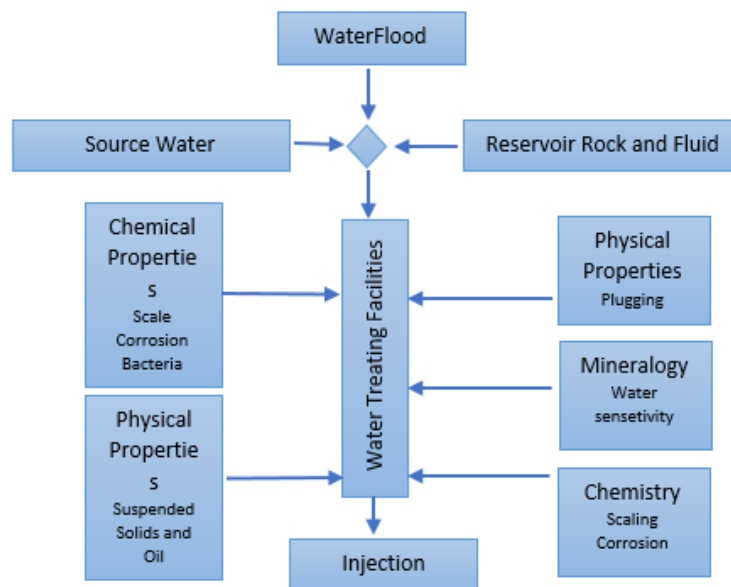 WaterFlood
Source Water
Reservoir Rock and Fluid
Chemical
Propertie
s
Scale
Corrosion
Bacteria
Physical
Propertie
s
Suspended
Solids and
Oil
Water Treating Facilities
Physical
Properties
Plugging
Mineralogy
Water
sensetivity
Chemistry
Scaling
Corrosion
Injection